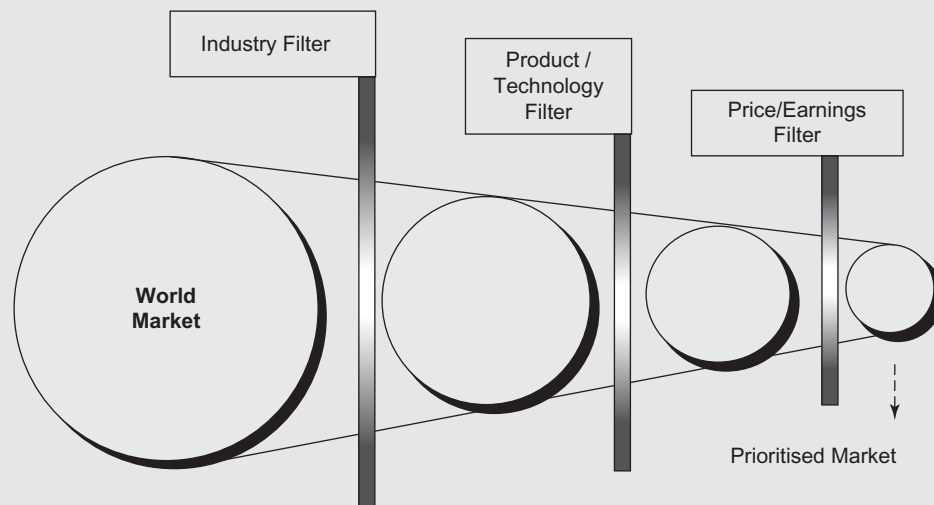 Industry Filter
Product /
Technology
Filter
Price/Earnings
Filter
World
Market
Prioritised Market